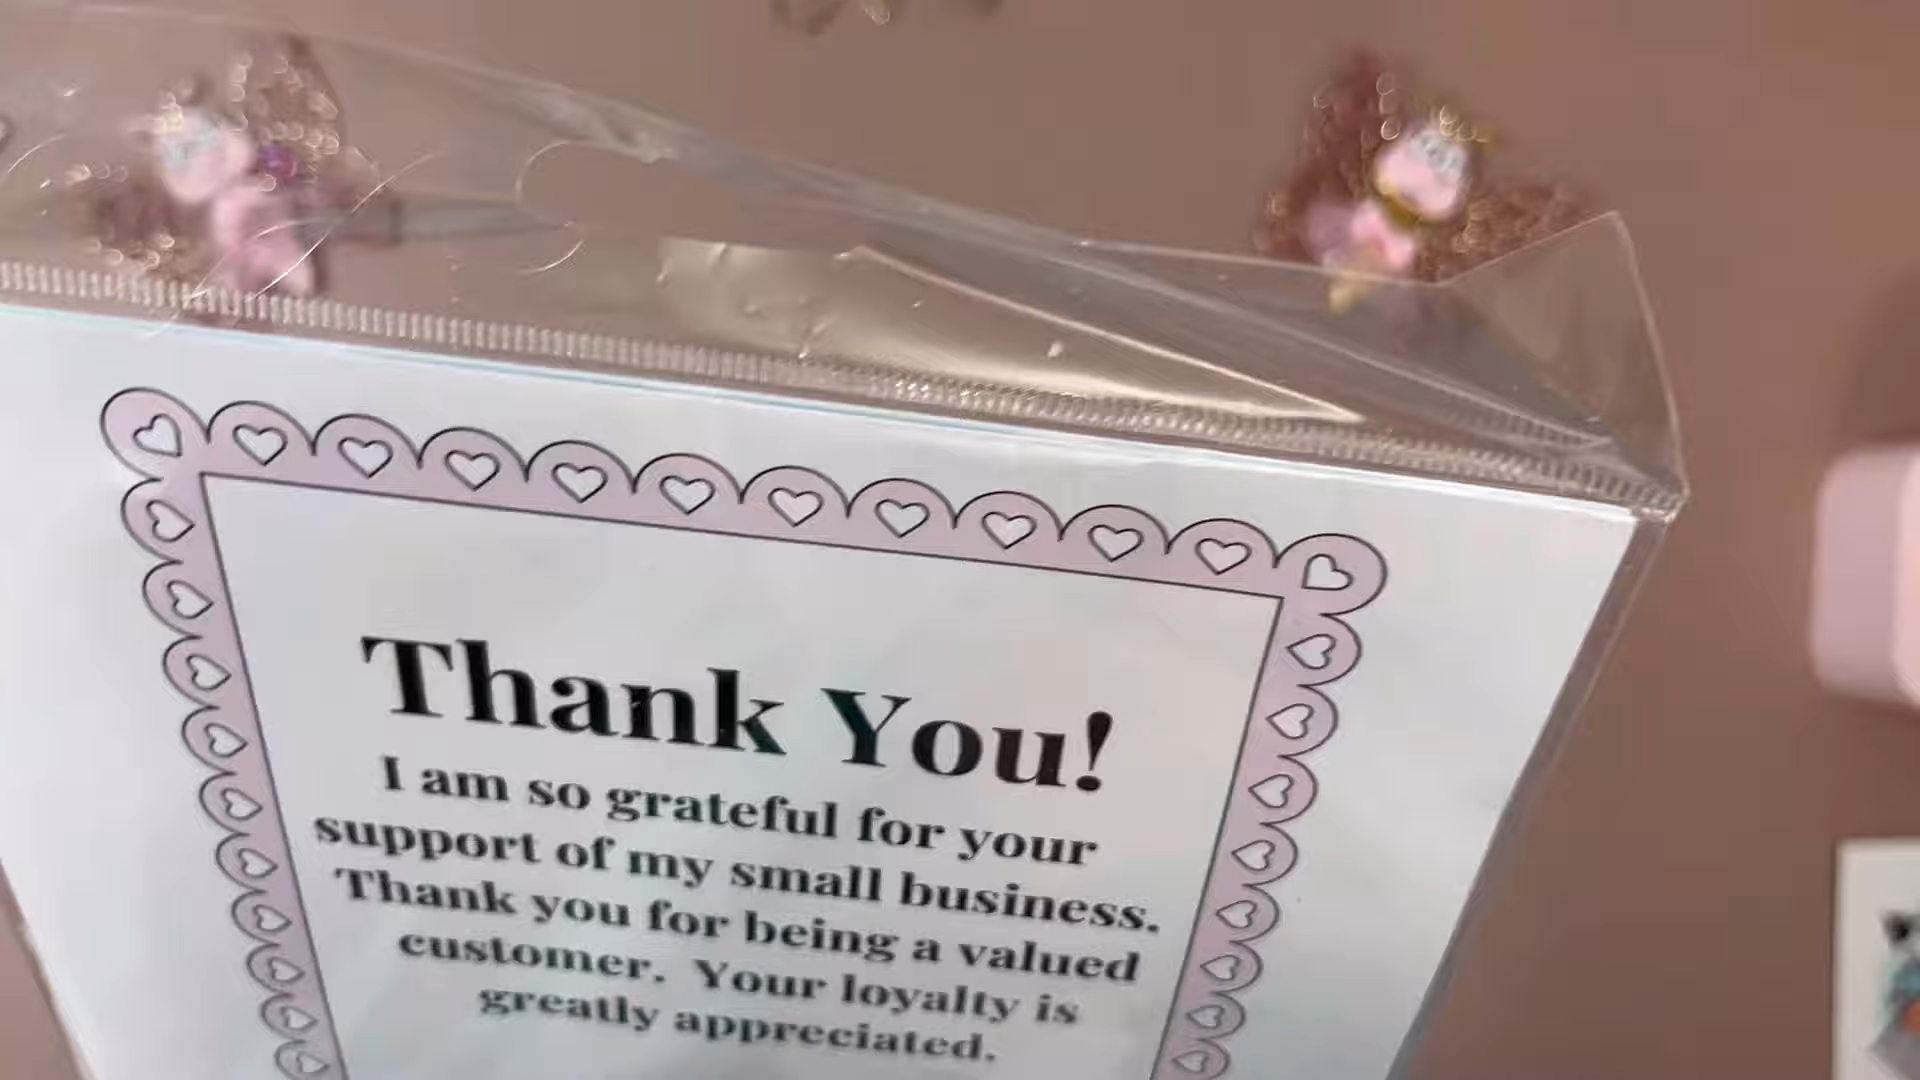 Thank You!
I am so grateful for your
support of my small business.
Thank you for being a valued
customer. Your loyalty is
greatly appreciated.